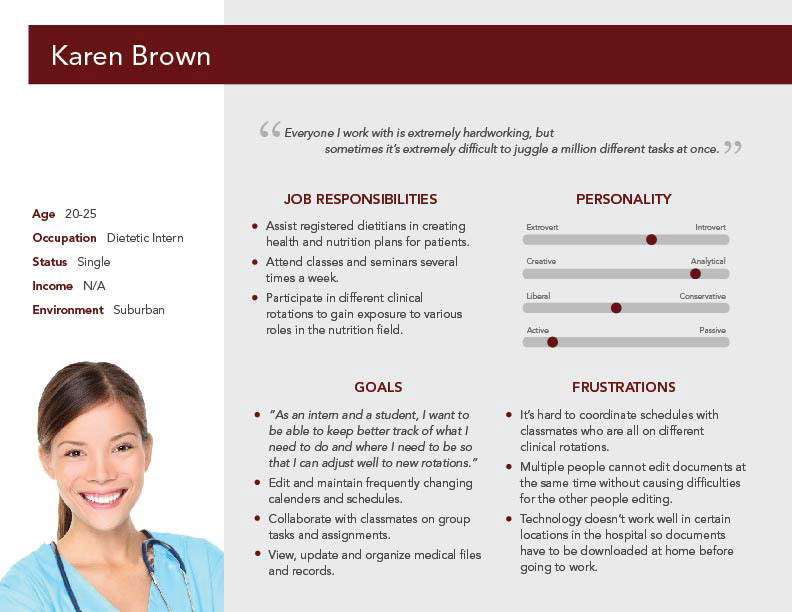 Karen Brown
“ Everyone I work with is extremely hardworking, but
sometimes it’s extremely difficult to juggle a million different tasks at once. ”
Age 20-25
Occupation Dietetic Intern
Status Single
Income N/A
Environment Suburban
JOB RESPONSIBILITIES
• Assist registered dietitians in creating
health and nutrition plans for patients.
• Attend classes and seminars several
times a week.
• Participate in different clinical
rotations to gain exposure to various
roles in the nutrition field.
PERSONALITY
Extrovert Introvert
Creative Analytical
Liberal Conservative
Active Passive
GOALS
• “As an intern and a student, I want to
be able to keep better track of what I
need to do and where I need to be so
that I can adjust well to new rotations.”
• Edit and maintain frequently changing
calenders and schedules.
• Collaborate with classmates on group
tasks and assignments.
• View, update and organize medical files
and records.
FRUSTRATIONS
• It’s hard to coordinate schedules with
classmates who are all on different
clinical rotations.
• Multiple people cannot edit documents at
the same time without causing difficulties
for the other people editing.
• Technology doesn’t work well in certain
locations in the hospital so documents
have to be downloaded at home before
going to work.